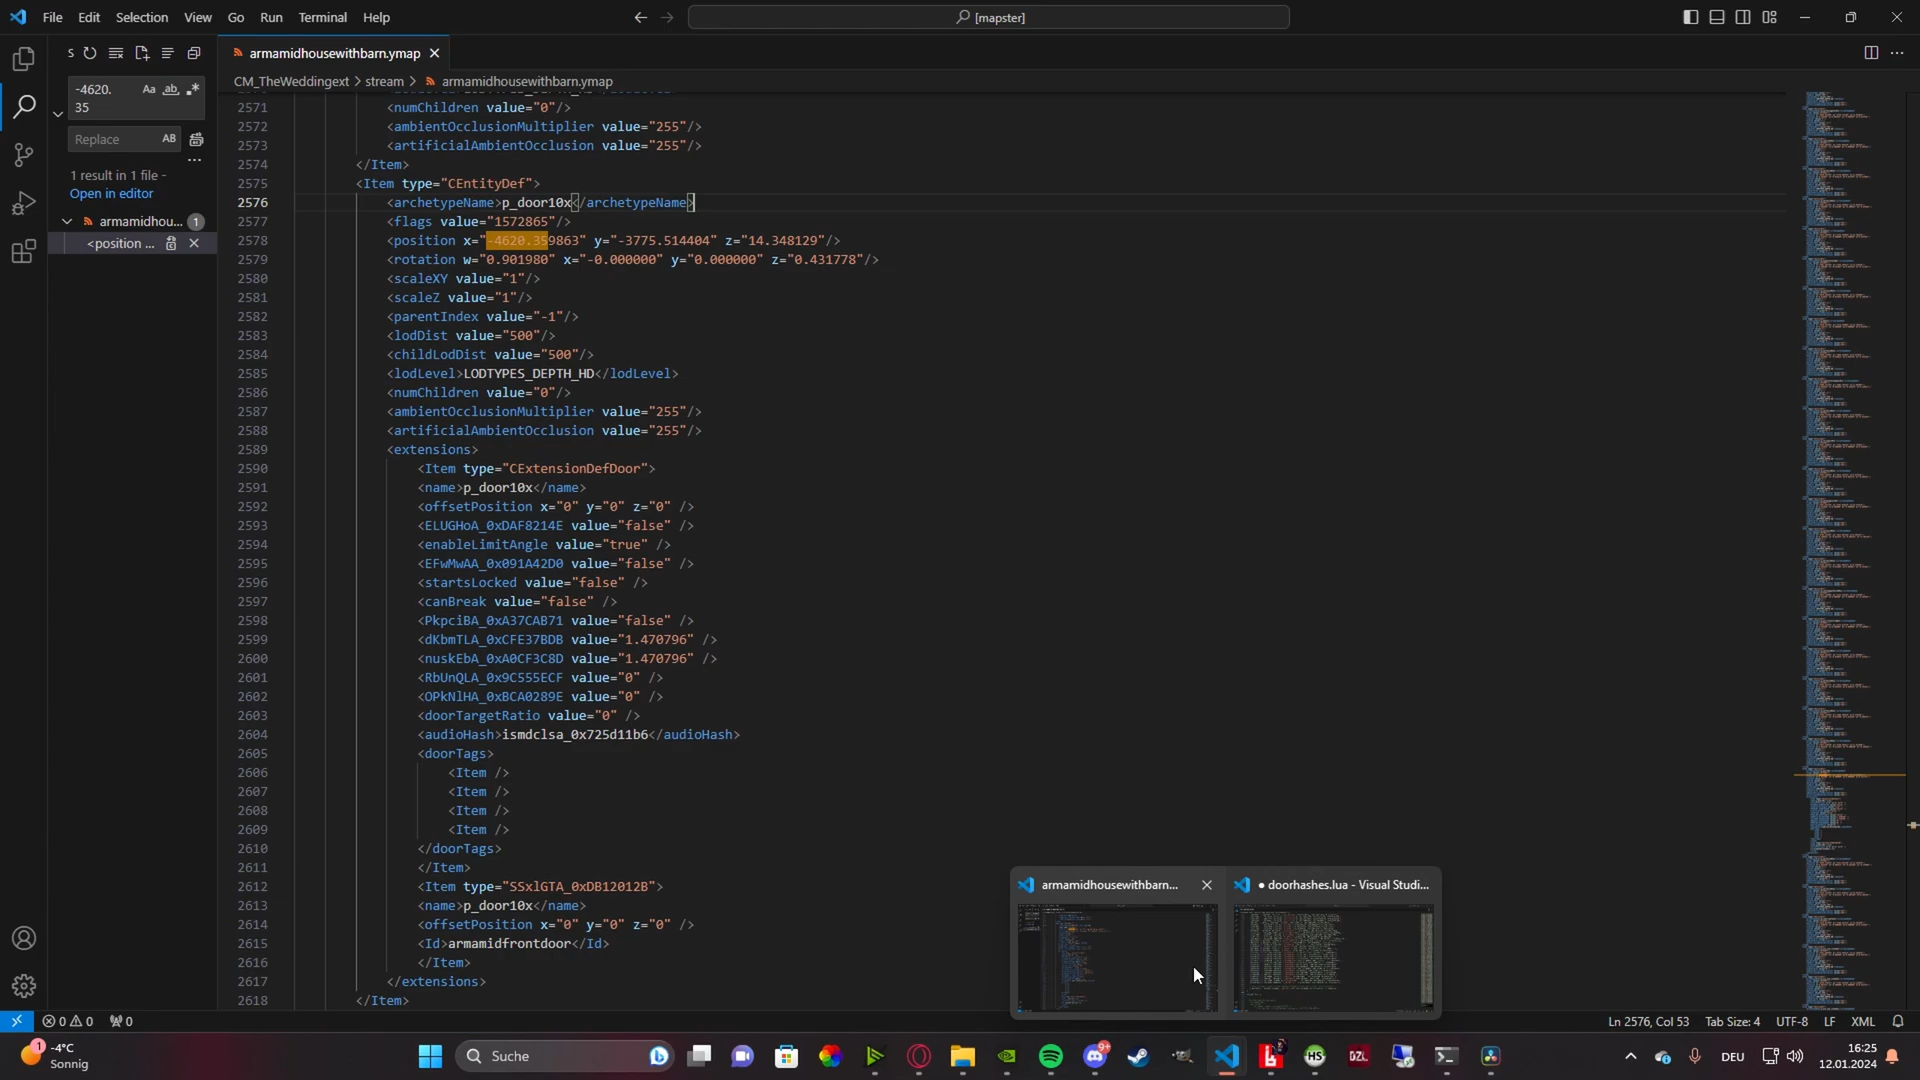 File Edit Selection View Go Run Terminal Help
[mapster]
S
armamidhousewithbarn.ymap
CM_TheWeddingext > stream > armamidhousewithbarn.ymap
-4620.
35
Aa ab .*
Replace AB
1 result in 1 file -
Open in editor
armamidhou... 1
<position ...
2571 <numChildren value="0"/>
2572 <ambientOcclusionMultiplier value="255"/>
2573 <artificialAmbientOcclusion value="255"/>
2574 </Item>
2575 <Item type="CEntityDef">
2576 <archetypeName>p_door10x</archetypeName>
2577 <flags value="1572865"/>
2578 <position x="-4620.359863" y="-3775.514404" z="14.348129"/>
2579 <rotation w="0.901980" x="-0.000000" y="0.000000" z="0.431778"/>
2580 <scaleXY value="1"/>
2581 <scaleZ value="1"/>
2582 <parentIndex value="-1"/>
2583 <lodDist value="500"/>
2584 <childLodDist value="500"/>
2585 <lodLevel>LODTYPES_DEPTH_HD</lodLevel>
2586 <numChildren value="0"/>
2587 <ambientOcclusionMultiplier value="255"/>
2588 <artificialAmbientOcclusion value="255"/>
2589 <extensions>
2590 <Item type="CExtensionDefDoor">
2591 <name>p_door10x</name>
2592 <offsetPosition x="0" y="0" z="0" />
2593 <ELUGHoA_0xDAF8214E value="false" />
2594 <enableLimitAngle value="true" />
2595 <EFwMwAA_0x091A42D0 value="false" />
2596 <startsLocked value="false" />
2597 <canBreak value="false" />
2598 <PkpciBA_0xA37CAB71 value="false" />
2599 <dKbmTLA_0xCFE37BDB value="1.470796" />
2600 <nuskEbA_0xA0CF3C8D value="1.470796" />
2601 <RbUnQLA_0x9C555ECF value="0" />
2602 <OPkNlHA_0xBCA0289E value="0" />
2603 <doorTargetRatio value="0" />
2604 <audioHash>ismdclsa_0x725d11b6</audioHash>
2605 <doorTags>
2606 <Item />
2607 <Item />
2608 <Item />
2609 <Item />
2610 </doorTags>
2611 </Item>
2612 <Item type="SSxlGTA_0xDB12012B">
2613 <name>p_door10x</name>
2614 <offsetPosition x="0" y="0" z="0" />
2615 <Id>armamidfrontdoor</Id>
2616 </Item>
2617 </extensions>
2618 </Item>
armamidhousewithbarn...
● doorhashes.lua - Visual Studi...
0 0 0
Ln 2576, Col 53 Tab Size: 4 UTF-8 LF XML
1 -4°C
Sonnig
Suche
9+
HS
DZL
DEU
16:25
12.01.2024